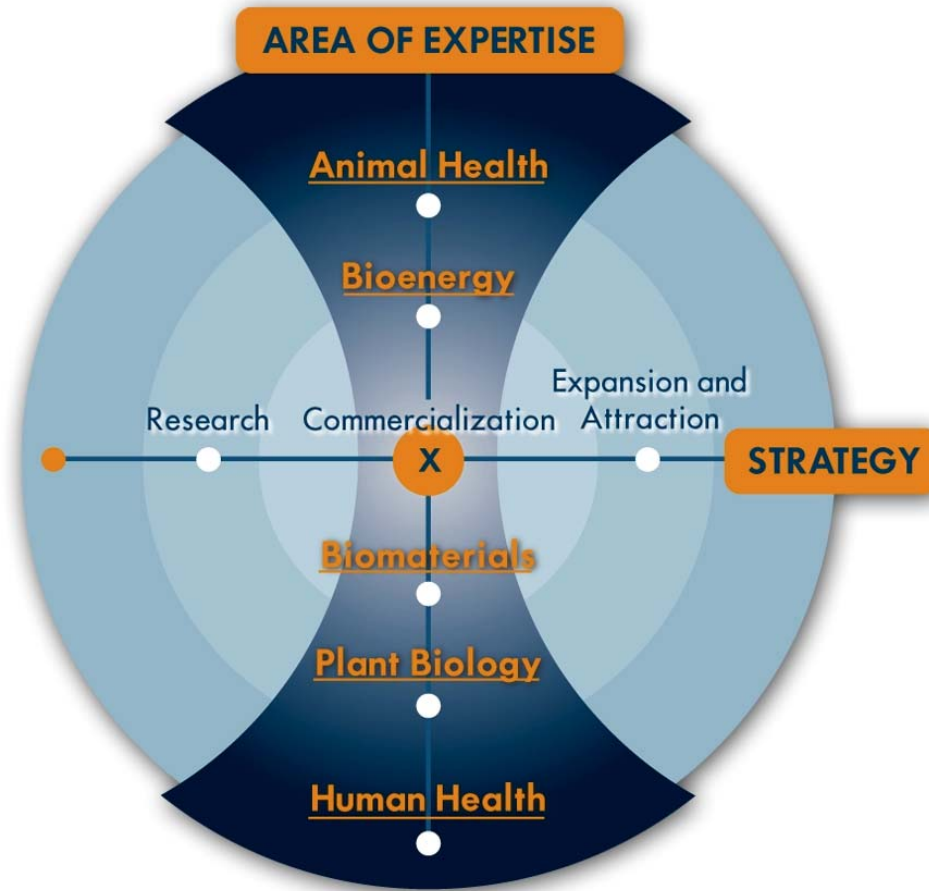 AREA OF EXPERTISE
Animal Health
Bioenergy
Expansion and
Attraction
Research
Commercialization
X
STRATEGY
Biomaterials
Plant Biology
Human Health